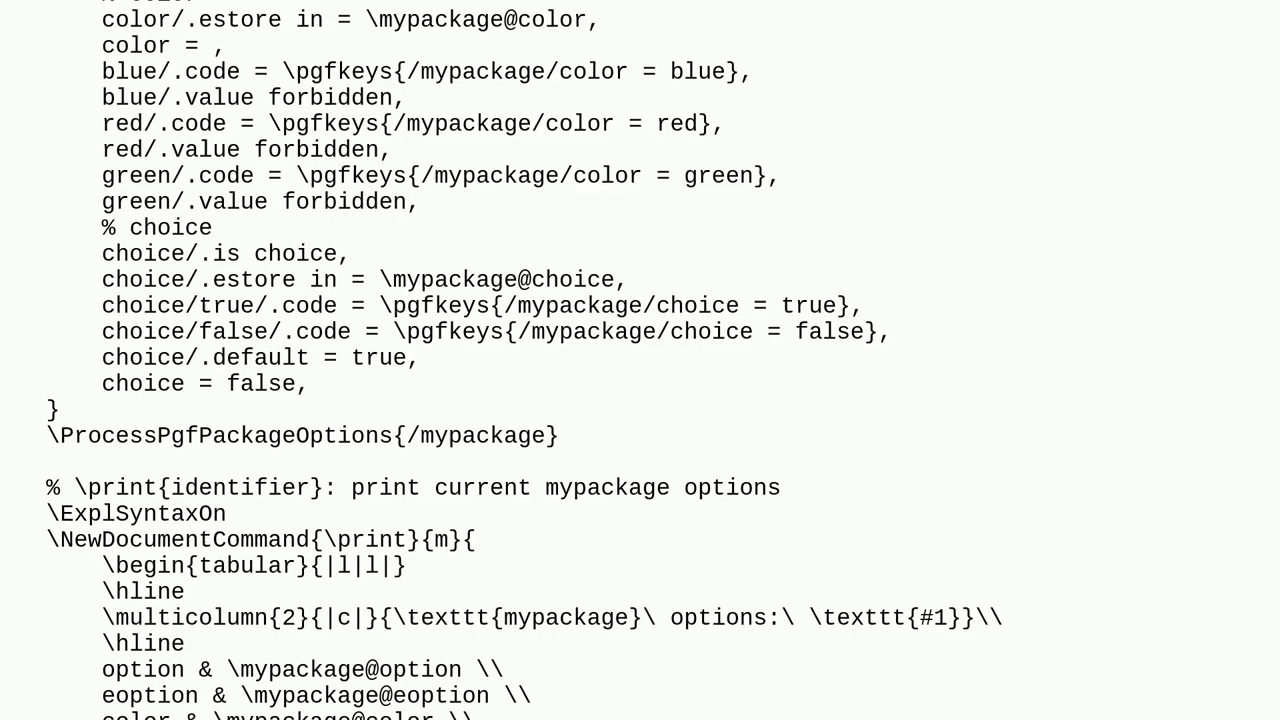 % color
color/.estore in = \mypackage@color,
color = ,
blue/.code = \pgfkeys{/mypackage/color = blue},
blue/.value forbidden,
red/.code = \pgfkeys{/mypackage/color = red},
red/.value forbidden,
green/.code = \pgfkeys{/mypackage/color = green},
green/.value forbidden,
% choice
choice/.is choice,
choice/.estore in = \mypackage@choice,
choice/true/.code = \pgfkeys{/mypackage/choice = true},
choice/false/.code = \pgfkeys{/mypackage/choice = false},
choice/.default = true,
choice = false,
}
\ProcessPgfPackageOptions{/mypackage}
% \print{identifier}: print current mypackage options
\ExplSyntaxOn
\NewDocumentCommand{\print}{m}{
\begin{tabular}{|l|l|}
\hline
\multicolumn{2}{|c|}{\texttt{mypackage}\ options:\ \texttt{#1}}\\
\hline
option & \mypackage@option \\
eoption & \mypackage@eoption \\
color & \mypackage@color \\